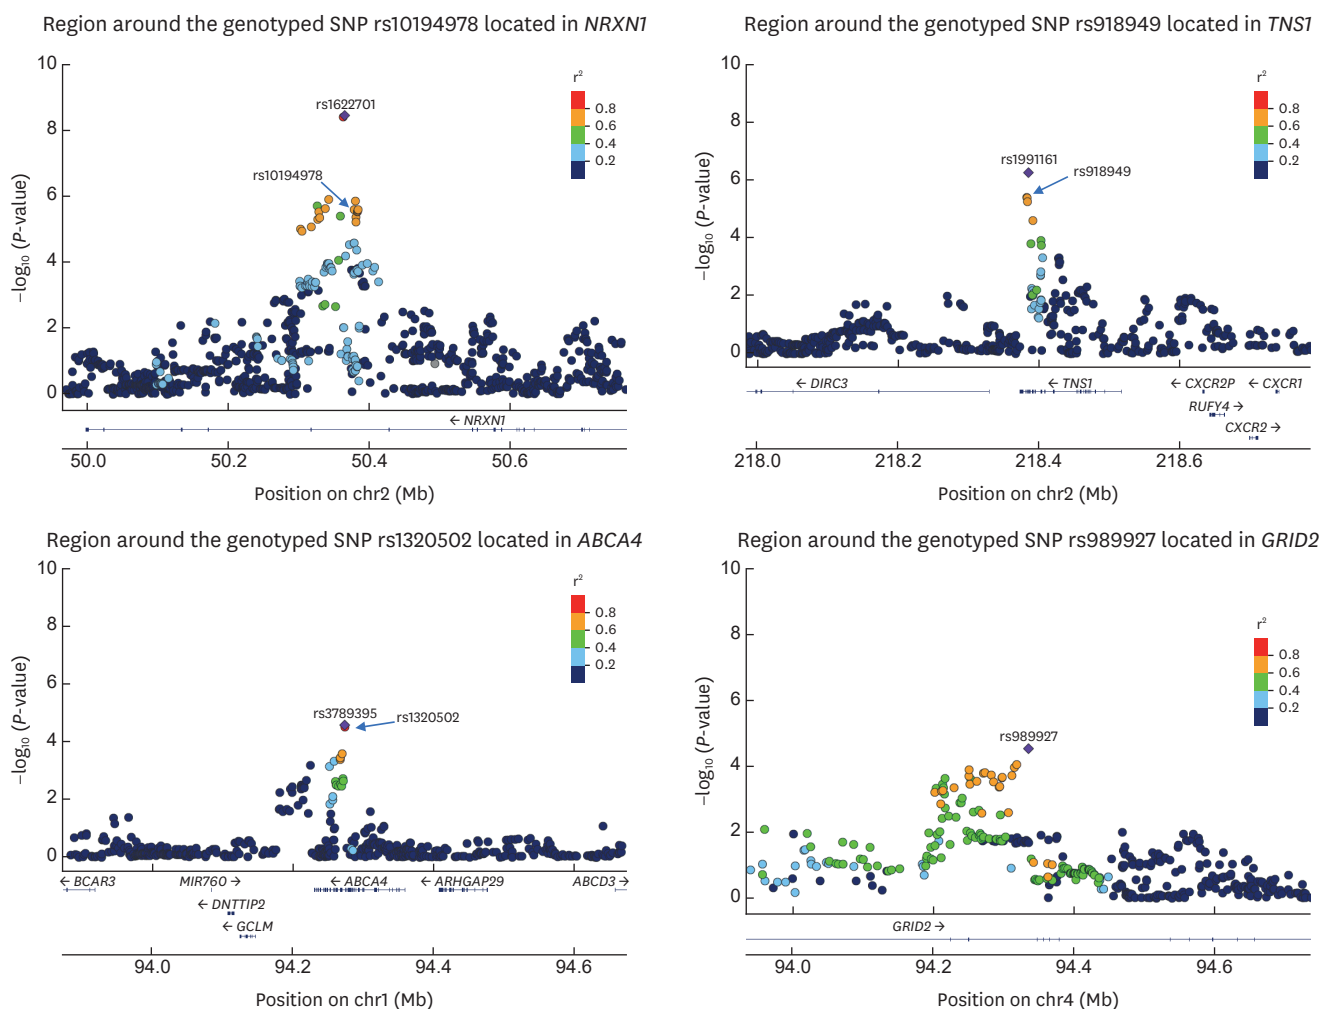 Region around the genotyped SNP rs10194978 located in NRXN1
10
8
6
4
2
0
−log₁₀ (P-value)
r²
0.8
0.6
0.4
0.2
rs1622701
rs10194978
← NRXN1
50.0 50.2 50.4 50.6
Position on chr2 (Mb)
Region around the genotyped SNP rs918949 located in TNS1
10
8
6
4
2
0
−log₁₀ (P-value)
r²
0.8
0.6
0.4
0.2
rs1991161
rs918949
← DIRC3 ← TNS1 ← CXCR2P ← CXCR1
RUFY4 →
CXCR2 →
218.0 218.2 218.4 218.6
Position on chr2 (Mb)
Region around the genotyped SNP rs1320502 located in ABCA4
10
8
6
4
2
0
−log₁₀ (P-value)
r²
0.8
0.6
0.4
0.2
rs3789395
rs1320502
← BCAR3 MIR760 → ← ABCA4 ← ARHGAP29 ABCD3 →
← DNTTIP2
← GCLM
94.0 94.2 94.4 94.6
Position on chr1 (Mb)
Region around the genotyped SNP rs989927 located in GRID2
10
8
6
4
2
0
−log₁₀ (P-value)
r²
0.8
0.6
0.4
0.2
rs989927
GRID2 →
94.0 94.2 94.4 94.6
Position on chr4 (Mb)